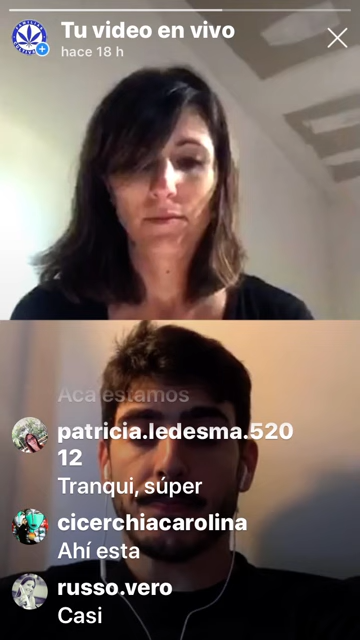 Tu video en vivo
hace 18 h
Aca estamos
patricia.ledesma.520
12
Tranqui, súper
cicerchiacarolina
Ahí esta
russo.vero
Casi